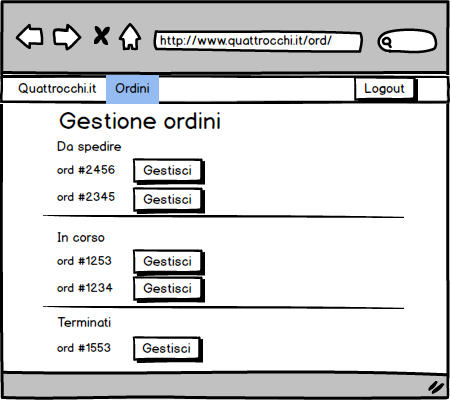 http://www.quattrocchi.it/ord/
Quattrocchi.it Ordini Logout
Gestione ordini
Da spedire
ord #2456 Gestisci
ord #2345 Gestisci
In corso
ord #1253 Gestisci
ord #1234 Gestisci
Terminati
ord #1553 Gestisci